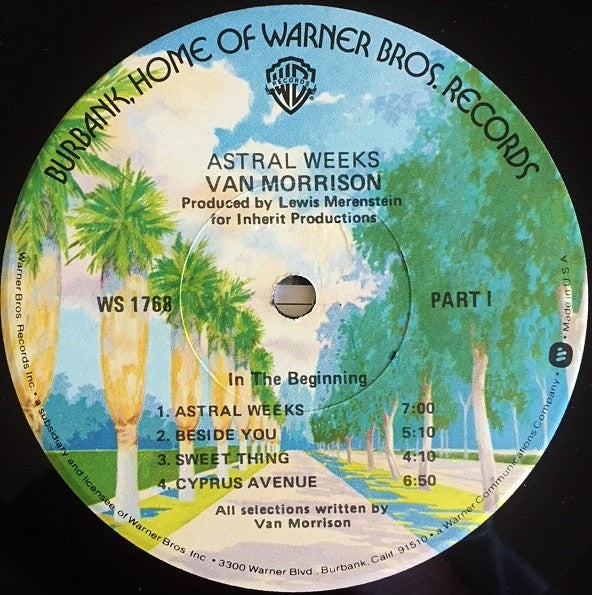 BURBANK, HOME OF WARNER BROS. RECORDS
WB
RECORDS
ASTRAL WEEKS
VAN MORRISON
Produced by Lewis Merenstein
for Inherit Productions
WS 1768
PART I
In The Beginning
1. ASTRAL WEEKS 7:00
2. BESIDE YOU 5:10
3. SWEET THING 4:10
4. CYPRUS AVENUE 6:50
All selections written by
Van Morrison
Warner Bros. Records Inc. • a subsidiary and licensee of Warner Bros. Inc. • 3300 Warner Blvd., Burbank, Calif. 91510 • a Warner Communications Company • Made in U S A